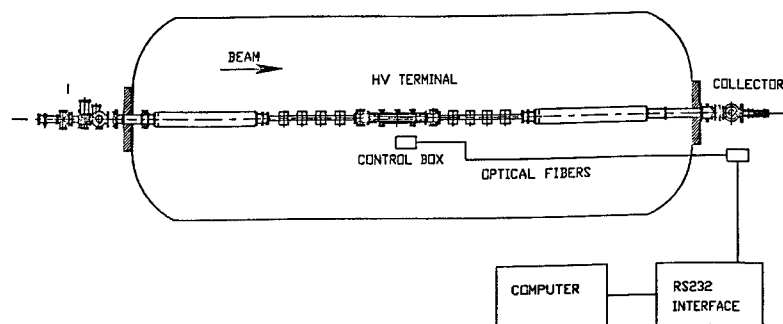 BEAM
HV TERMINAL
COLLECTOR
I
CONTROL BOX
OPTICAL FIBERS
COMPUTER
RS232
INTERFACE